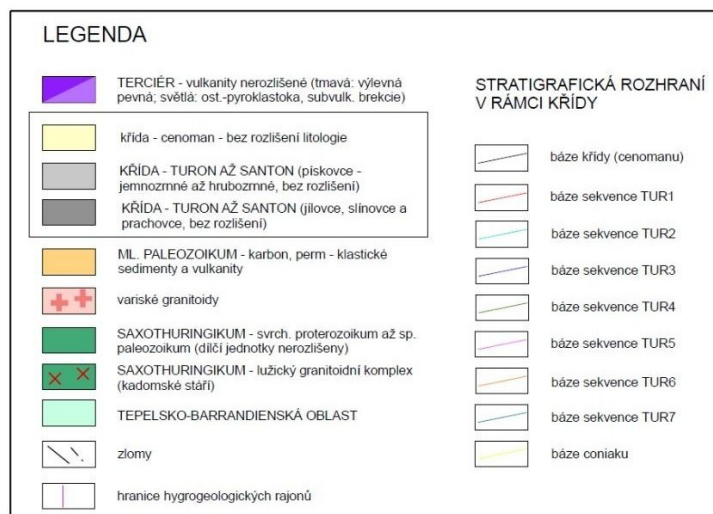 LEGENDA
TERCIÉR - vulkanity nerozlišené (tmavá: výlevná
pevná; světlá: ost.-pyroklastoka, subvulk. brekcie)
křída - cenoman - bez rozlišení litologie
KŘÍDA - TURON AŽ SANTON (pískovce -
jemnozrnné až hrubozrnné, bez rozlišení)
KŘÍDA - TURON AŽ SANTON (jílovce, slínovce a
prachovce, bez rozlišení)
ML. PALEOZOIKUM - karbon, perm - klastické
sedimenty a vulkanity
variské granitoidy
SAXOTHURINGIKUM - svrch. proterozoikum až sp.
paleozoikum (dílčí jednotky nerozlišeny)
SAXOTHURINGIKUM - lužický granitoidní komplex
(kadomské stáří)
TEPELSKO-BARRANDIENSKÁ OBLAST
zlomy
hranice hygrogeologických rajonů
STRATIGRAFICKÁ ROZHRANÍ
V RÁMCI KŘÍDY
báze křídy (cenomanu)
báze sekvence TUR1
báze sekvence TUR2
báze sekvence TUR3
báze sekvence TUR4
báze sekvence TUR5
báze sekvence TUR6
báze sekvence TUR7
báze coniaku